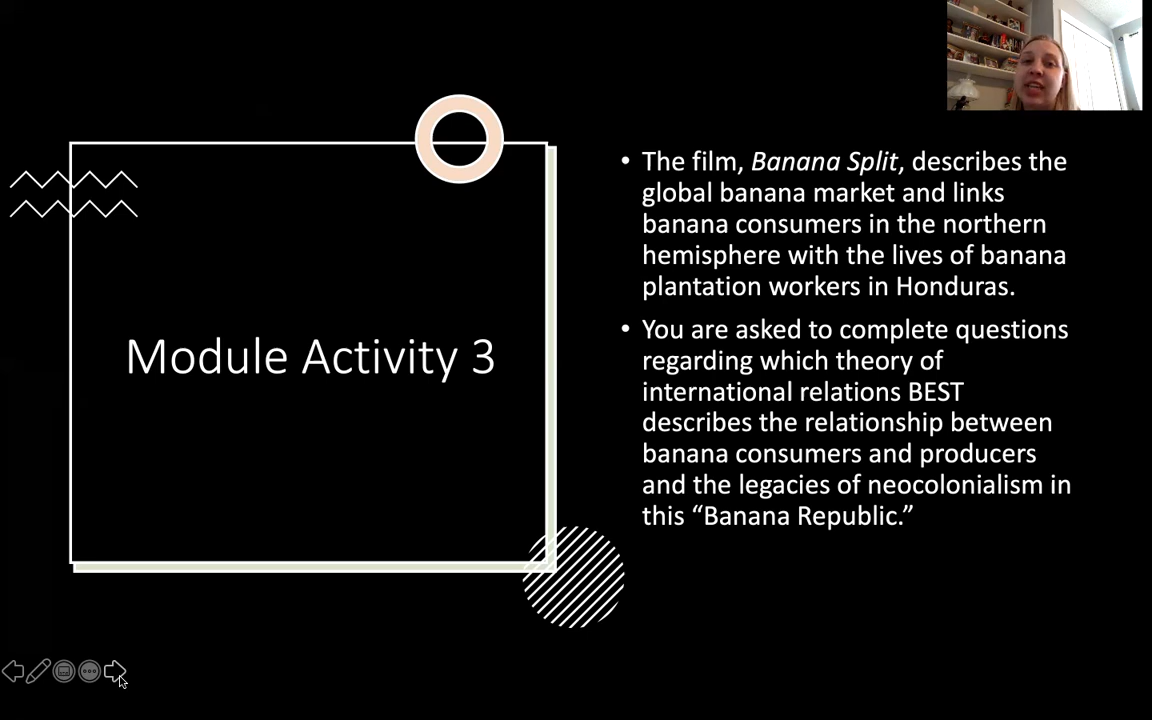 Module Activity 3
• The film, Banana Split, describes the
global banana market and links
banana consumers in the northern
hemisphere with the lives of banana
plantation workers in Honduras.
• You are asked to complete questions
regarding which theory of
international relations BEST
describes the relationship between
banana consumers and producers
and the legacies of neocolonialism in
this “Banana Republic.”